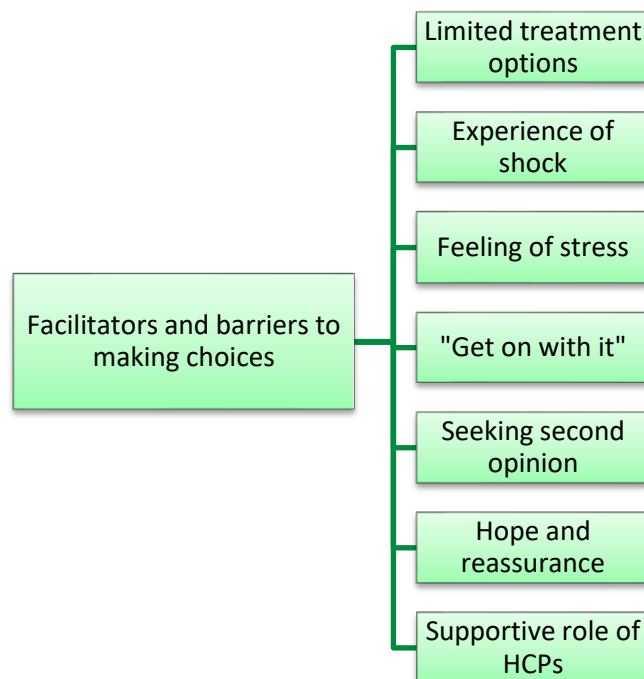 Limited treatment
options
Experience of
shock
Feeling of stress
Facilitators and barriers to
making choices
"Get on with it"
Seeking second
opinion
Hope and
reassurance
Supportive role of
HCPs